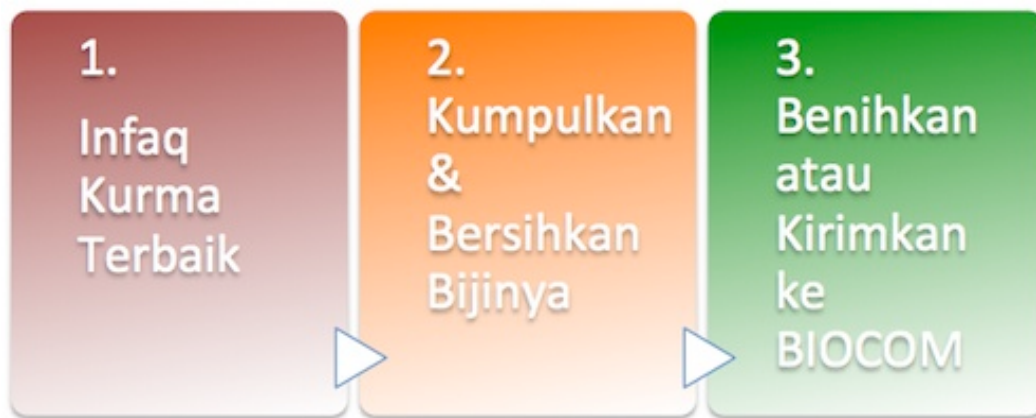 1.
Infaq
Kurma
Terbaik
2.
Kumpulkan
&
Bersihkan
Bijinya
3.
Benihkan
atau
Kirimkan
ke
BIOCOM